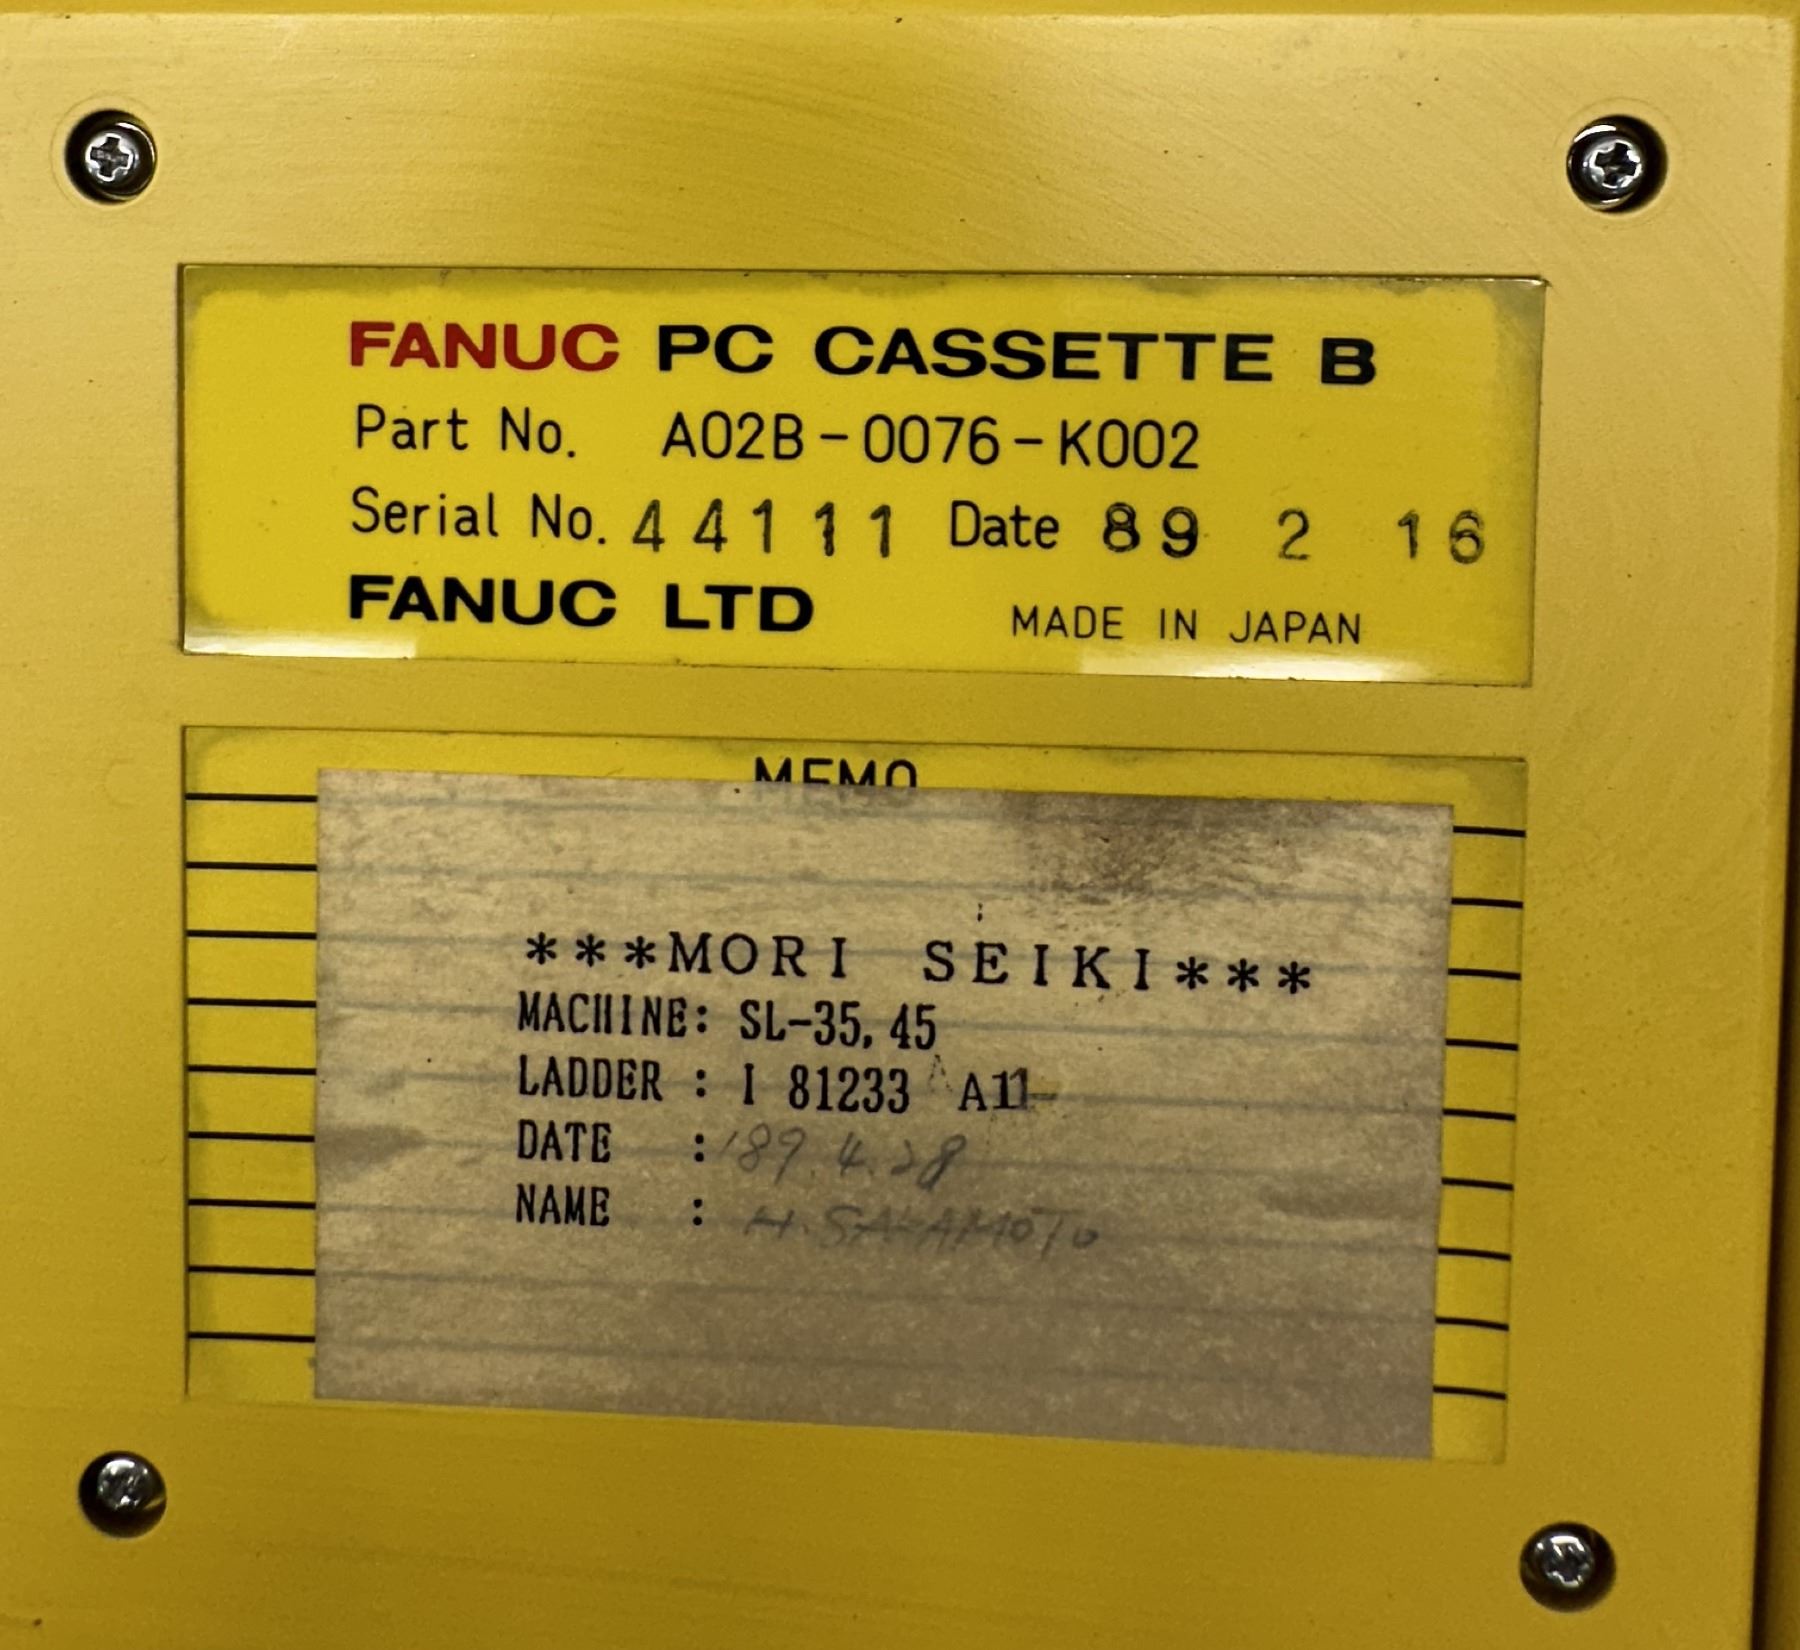 FANUC PC CASSETTE B
Part No. A02B-0076-K002
Serial No. 44111 Date 89 2 16
FANUC LTD MADE IN JAPAN
MEMO
***MORI SEIKI***
MACHINE: SL-35, 45
LADDER : I 81233 A11
DATE : '89.4.28
NAME : H. SAKAMOTO